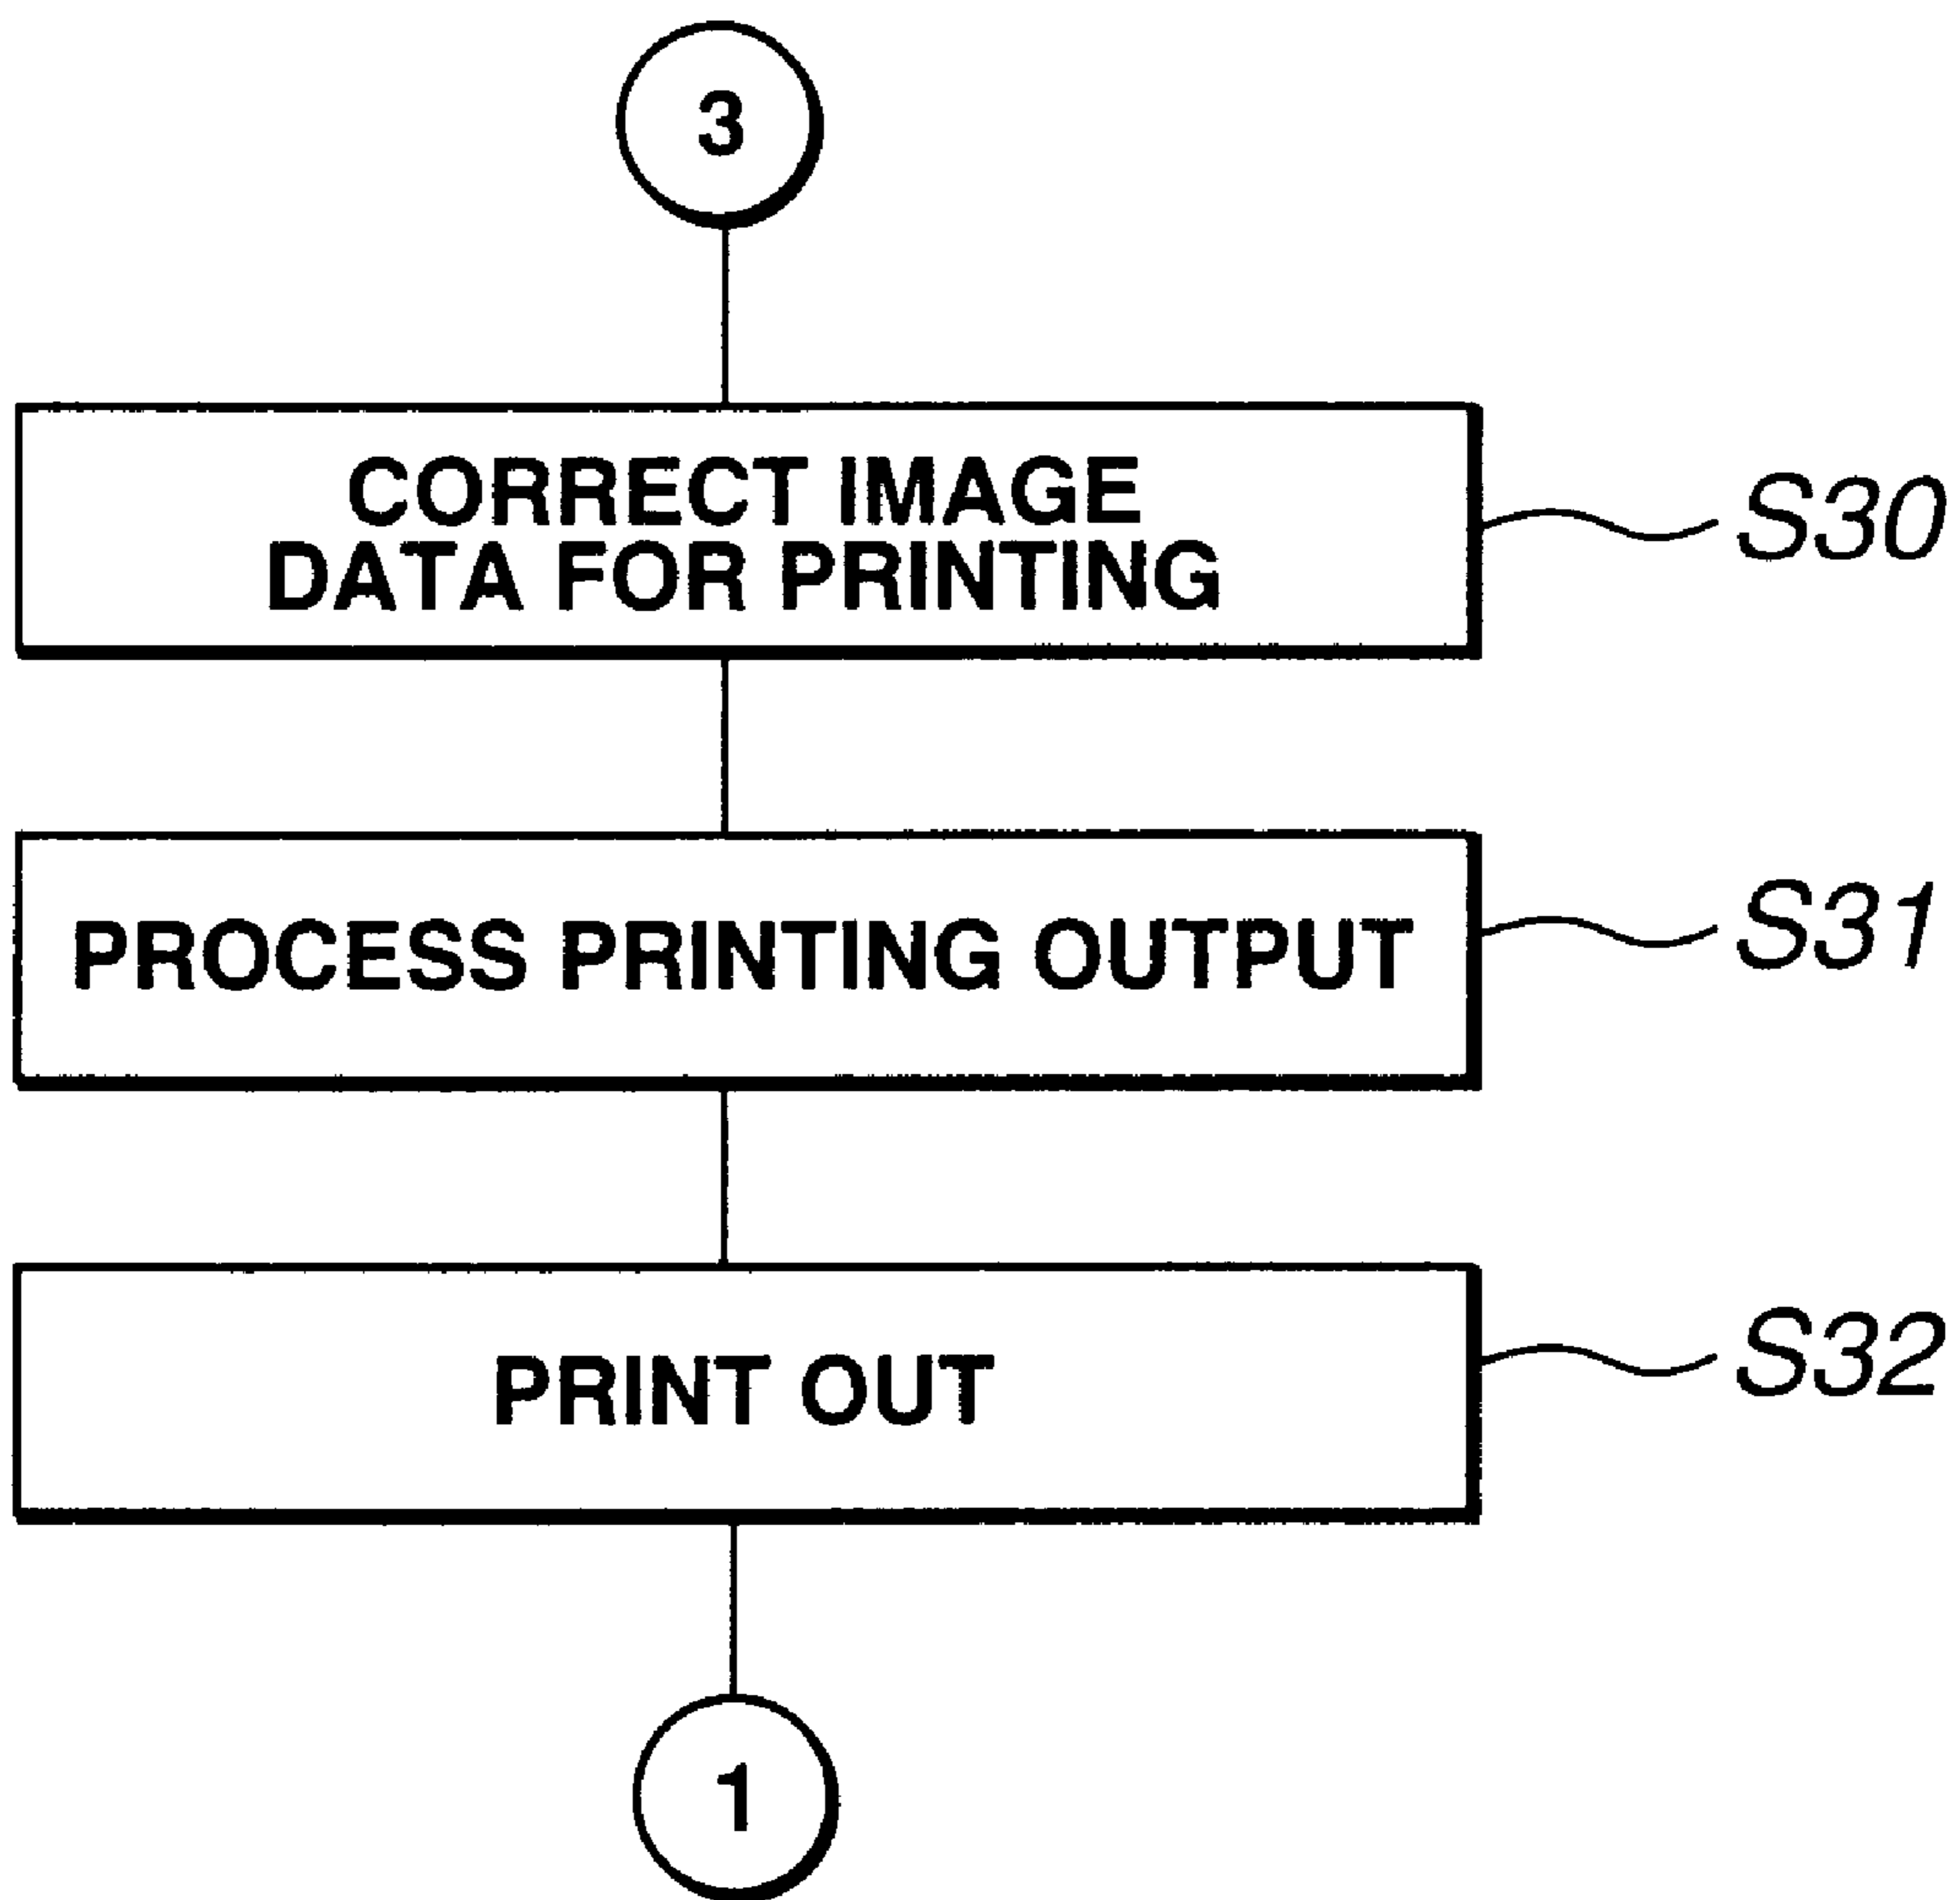 3
CORRECT IMAGE
DATA FOR PRINTING
S30
PROCESS PRINTING OUTPUT
S31
PRINT OUT
S32
1